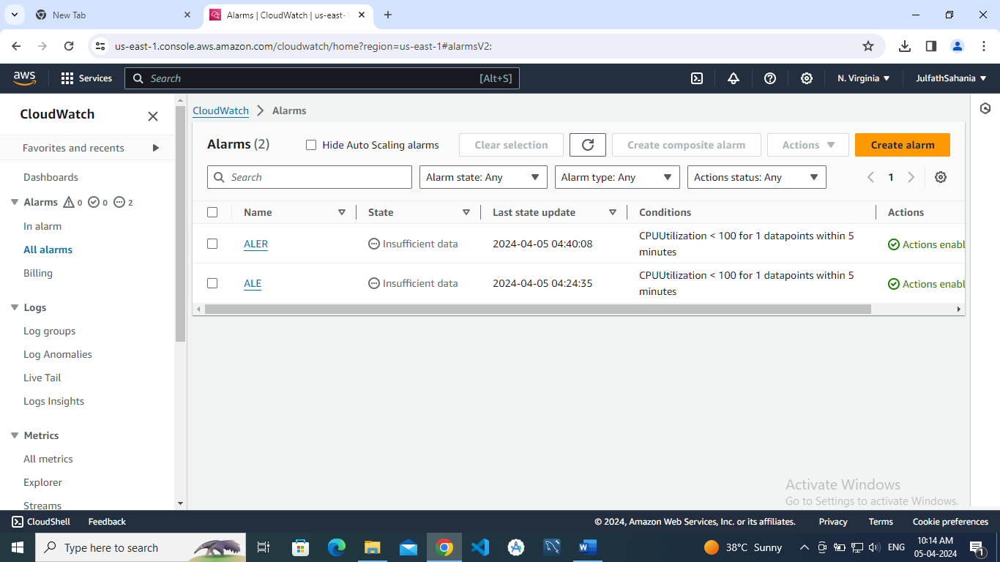 New Tab
Alarms | CloudWatch | us-east-1
us-east-1.console.aws.amazon.com/cloudwatch/home?region=us-east-1#alarmsV2:
aws
Services
Search
[Alt+S]
N. Virginia
JulfathSahania
CloudWatch
Favorites and recents
Dashboards
Alarms 0 0 2
In alarm
All alarms
Billing
Logs
Log groups
Log Anomalies
Live Tail
Logs Insights
Metrics
All metrics
Explorer
Streams
CloudWatch Alarms
Alarms (2)
Hide Auto Scaling alarms
Clear selection
Create composite alarm
Actions
Create alarm
Search
Alarm state: Any
Alarm type: Any
Actions status: Any
1
Name State Last state update Conditions Actions
ALER Insufficient data 2024-04-05 04:40:08 CPUUtilization < 100 for 1 datapoints within 5
minutes
Actions enabl
ALE Insufficient data 2024-04-05 04:24:35 CPUUtilization < 100 for 1 datapoints within 5
minutes
Actions enabl
Activate Windows
Go to Settings to activate Windows.
CloudShell Feedback © 2024, Amazon Web Services, Inc. or its affiliates. Privacy Terms Cookie preferences
Type here to search
38°C Sunny
ENG
10:14 AM
05-04-2024
1